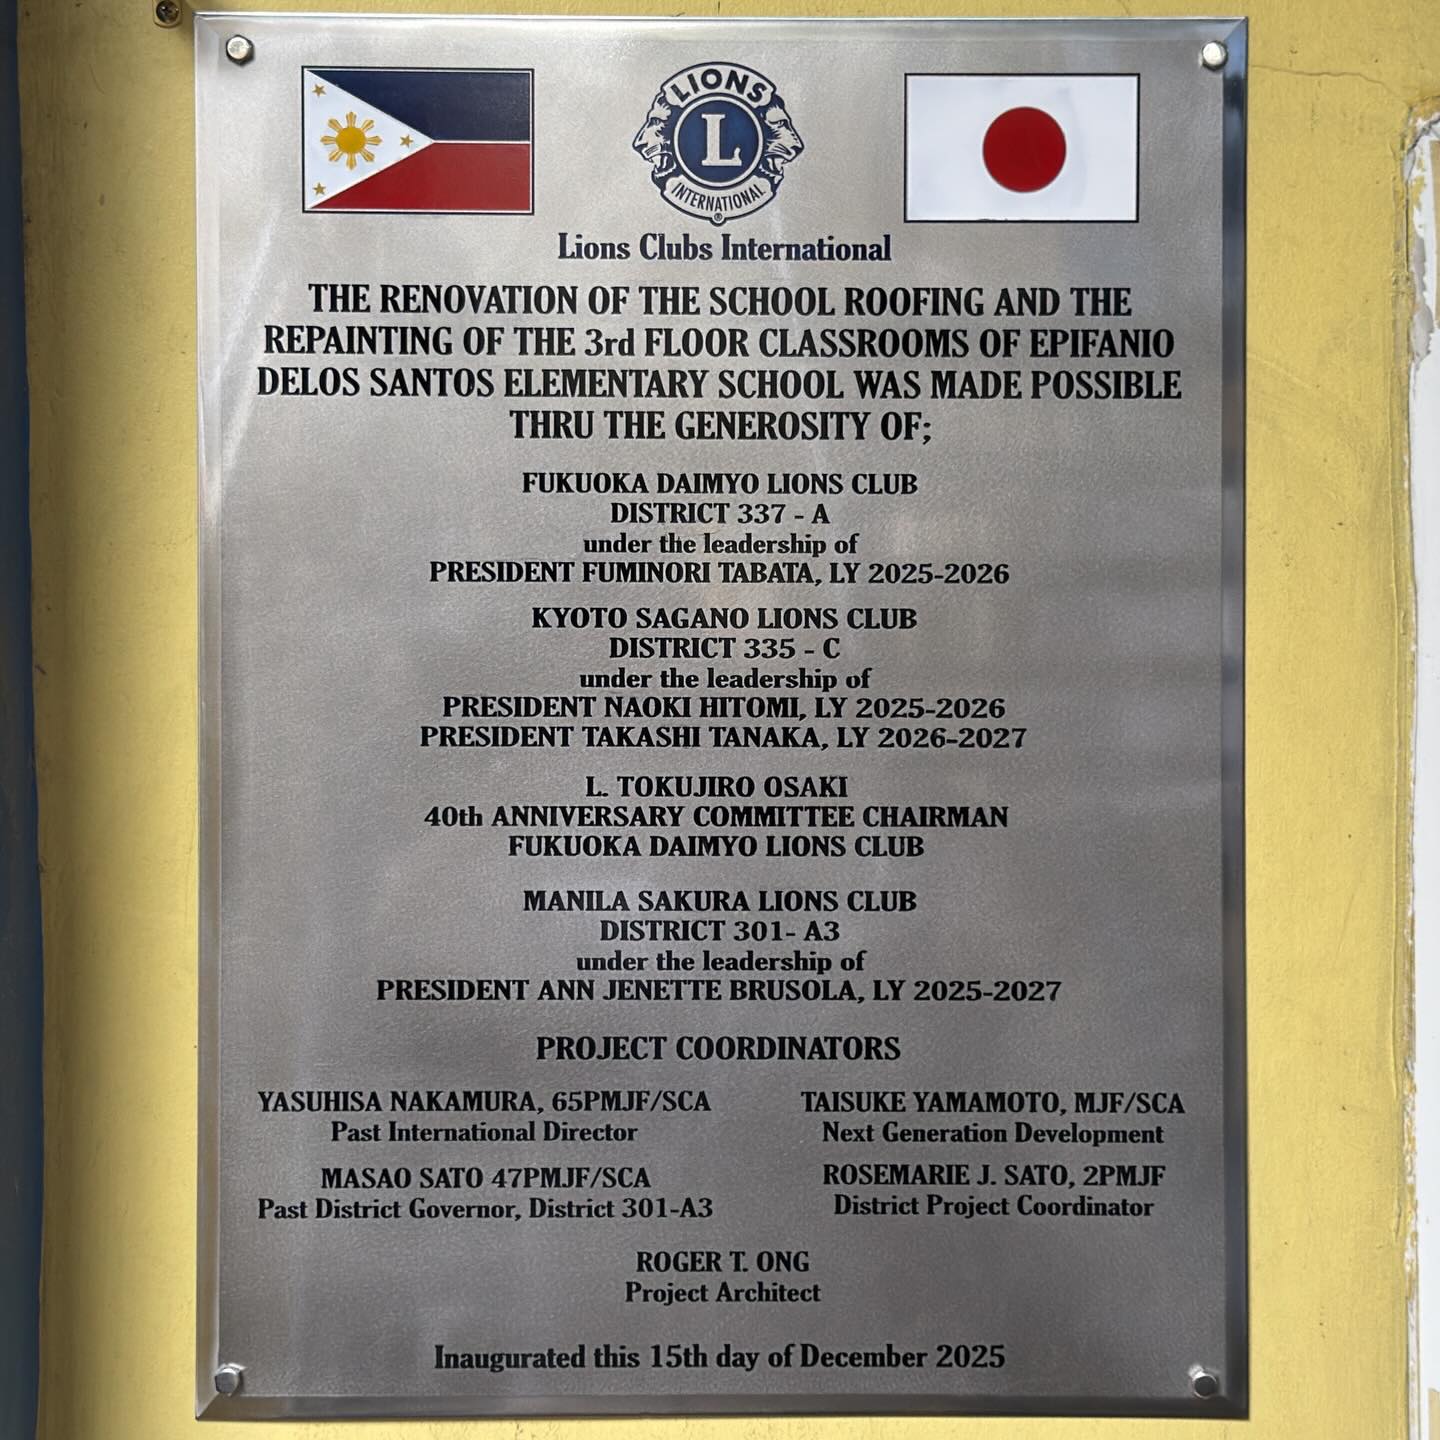 LIONS
L
INTERNATIONAL
®
Lions Clubs International
THE RENOVATION OF THE SCHOOL ROOFING AND THE
REPAINTING OF THE 3rd FLOOR CLASSROOMS OF EPIFANIO
DELOS SANTOS ELEMENTARY SCHOOL WAS MADE POSSIBLE
THRU THE GENEROSITY OF;
FUKUOKA DAIMYO LIONS CLUB
DISTRICT 337 - A
under the leadership of
PRESIDENT FUMINORI TABATA, LY 2025-2026
KYOTO SAGANO LIONS CLUB
DISTRICT 335 - C
under the leadership of
PRESIDENT NAOKI HITOMI, LY 2025-2026
PRESIDENT TAKASHI TANAKA, LY 2026-2027
L. TOKUJIRO OSAKI
40th ANNIVERSARY COMMITTEE CHAIRMAN
FUKUOKA DAIMYO LIONS CLUB
MANILA SAKURA LIONS CLUB
DISTRICT 301- A3
under the leadership of
PRESIDENT ANN JENETTE BRUSOLA, LY 2025-2027
PROJECT COORDINATORS
YASUHISA NAKAMURA, 65PMJF/SCA
Past International Director
TAISUKE YAMAMOTO, MJF/SCA
Next Generation Development
MASAO SATO 47PMJF/SCA
Past District Governor, District 301-A3
ROSEMARIE J. SATO, 2PMJF
District Project Coordinator
ROGER T. ONG
Project Architect
Inaugurated this 15th day of December 2025